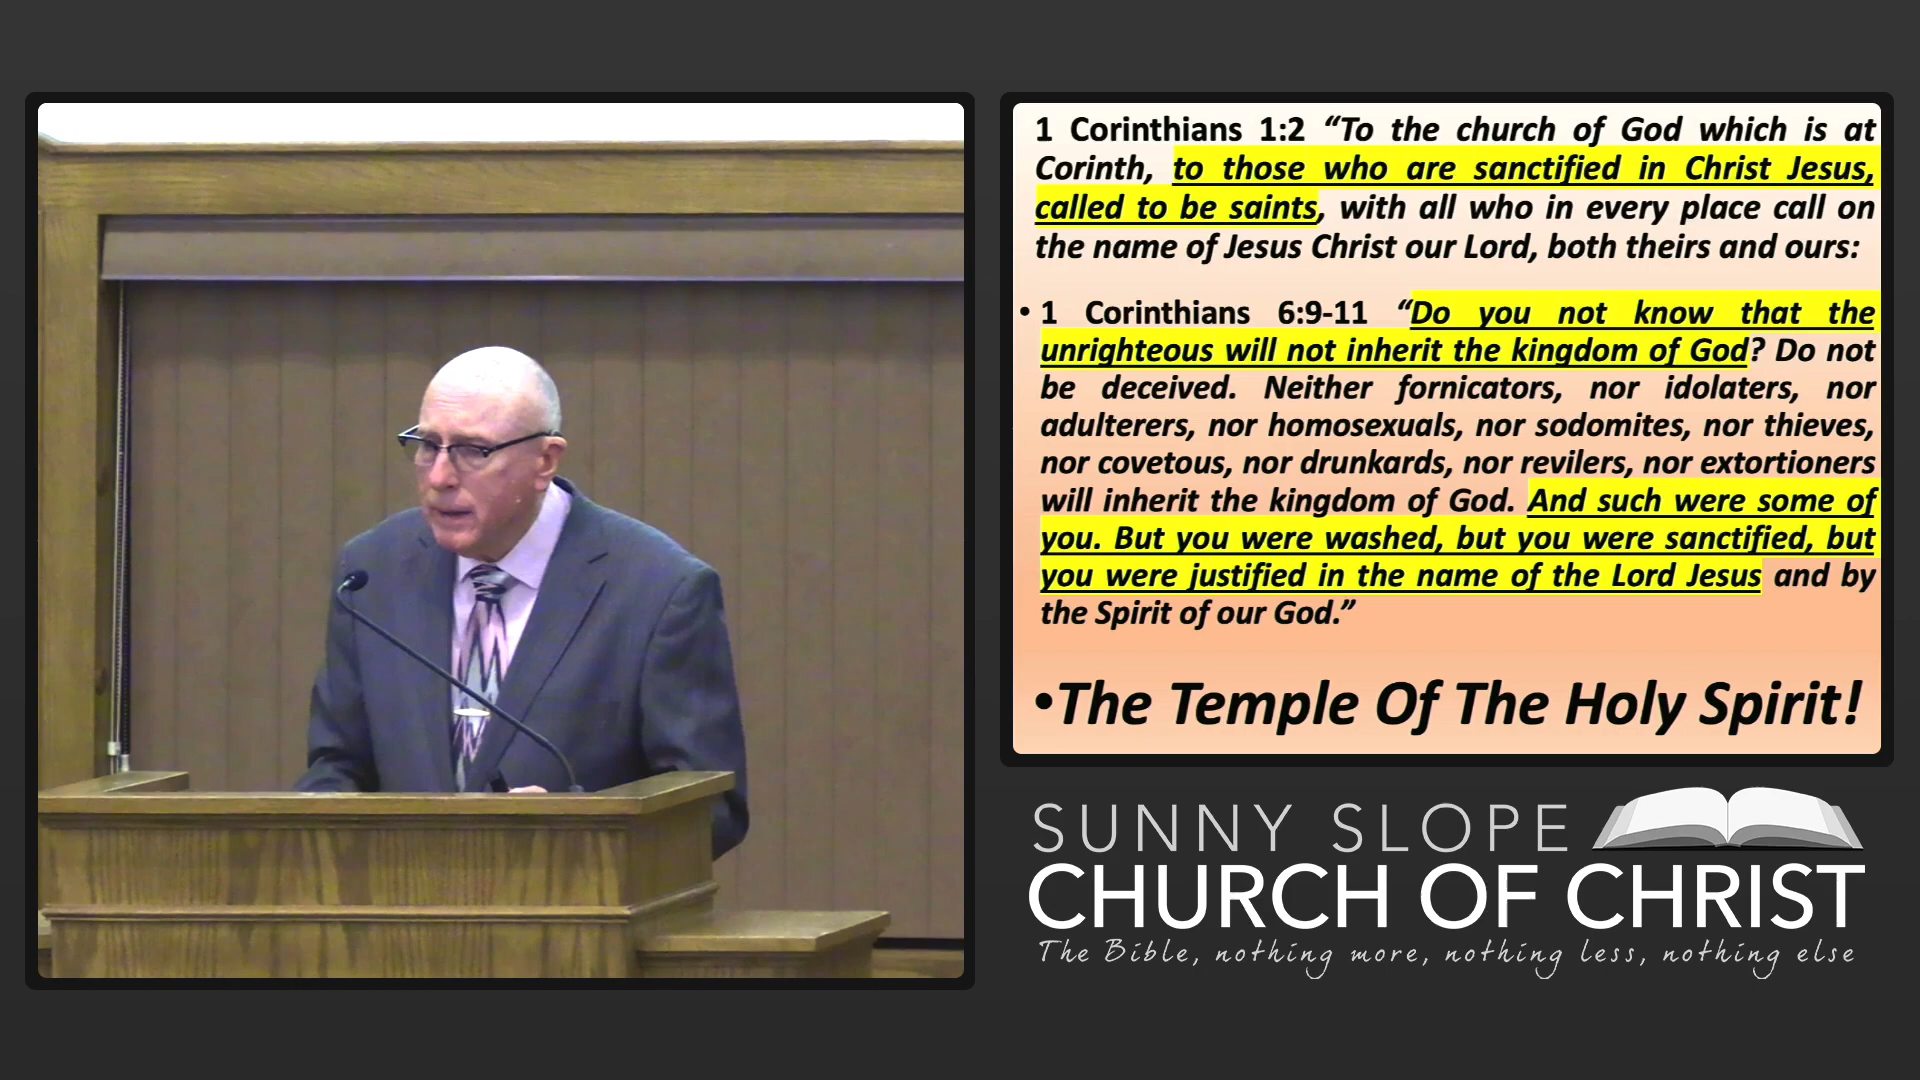 1 Corinthians 1:2 “To the church of God which is at
Corinth, to those who are sanctified in Christ Jesus,
called to be saints, with all who in every place call on
the name of Jesus Christ our Lord, both theirs and ours:
• 1 Corinthians 6:9-11 “Do you not know that the
unrighteous will not inherit the kingdom of God? Do not
be deceived. Neither fornicators, nor idolaters, nor
adulterers, nor homosexuals, nor sodomites, nor thieves,
nor covetous, nor drunkards, nor revilers, nor extortioners
will inherit the kingdom of God. And such were some of
you. But you were washed, but you were sanctified, but
you were justified in the name of the Lord Jesus and by
the Spirit of our God.”
•The Temple Of The Holy Spirit!
SUNNY SLOPE
CHURCH OF CHRIST
The Bible, nothing more, nothing less, nothing else